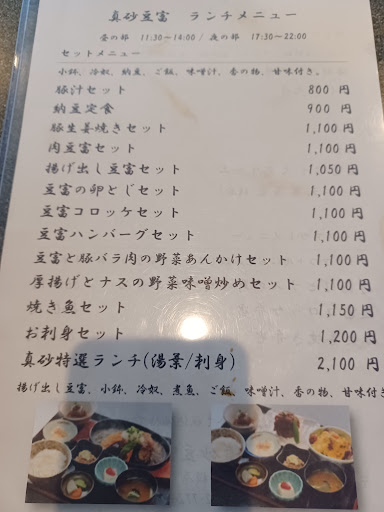 真砂豆富 ランチメニュー
昼の部 11:30~14:00 / 夜の部 17:30~22:00
セットメニュー
小鉢、冷奴、納豆、ご飯、味噌汁、香の物、甘味付き。
豚汁セット 800 円
納豆定食 900 円
豚生姜焼きセット 1,100 円
肉豆富セット 1,100 円
揚げ出し豆富セット 1,050 円
豆富の卵とじセット 1,100 円
豆富コロッケセット 1,100 円
豆富ハンバーグセット 1,100 円
豆富と豚バラ肉の野菜あんかけセット 1,100 円
厚揚げとナスの野菜味噌炒めセット 1,100 円
焼き魚セット 1,150 円
お刺身セット 1,200 円
真砂特選ランチ(湯葉/刺身) 2,100 円
揚げ出し豆富、小鉢、冷奴、煮魚、ご飯、味噌汁、香の物、甘味付き